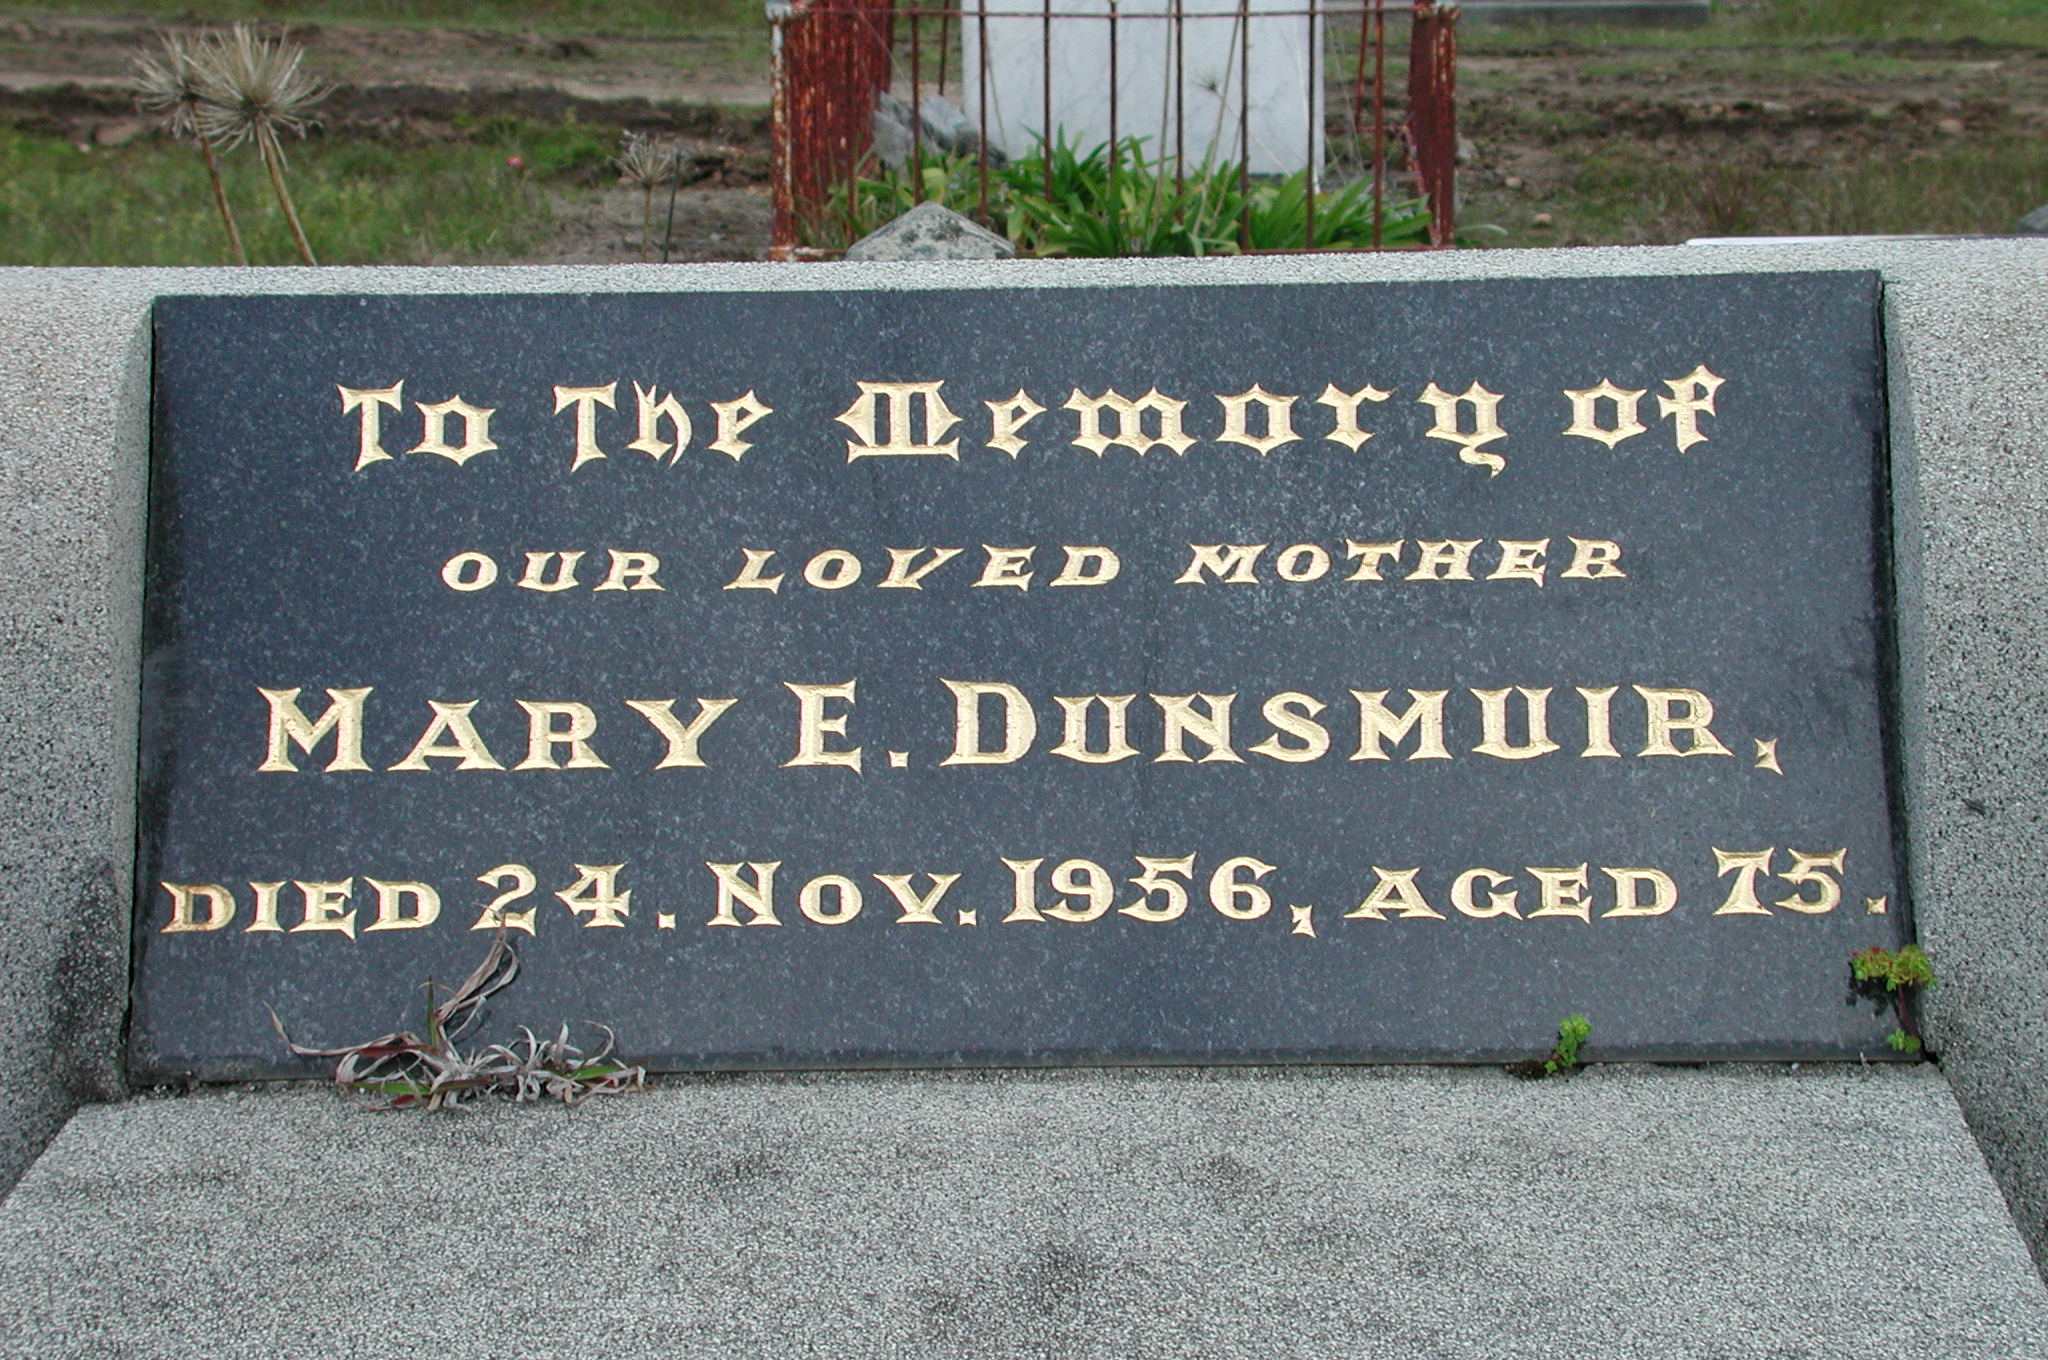 To The Memory of
OUR LOVED MOTHER
MARY E. DUNSMUIR,
DIED 24. NOV. 1956, AGED 75.